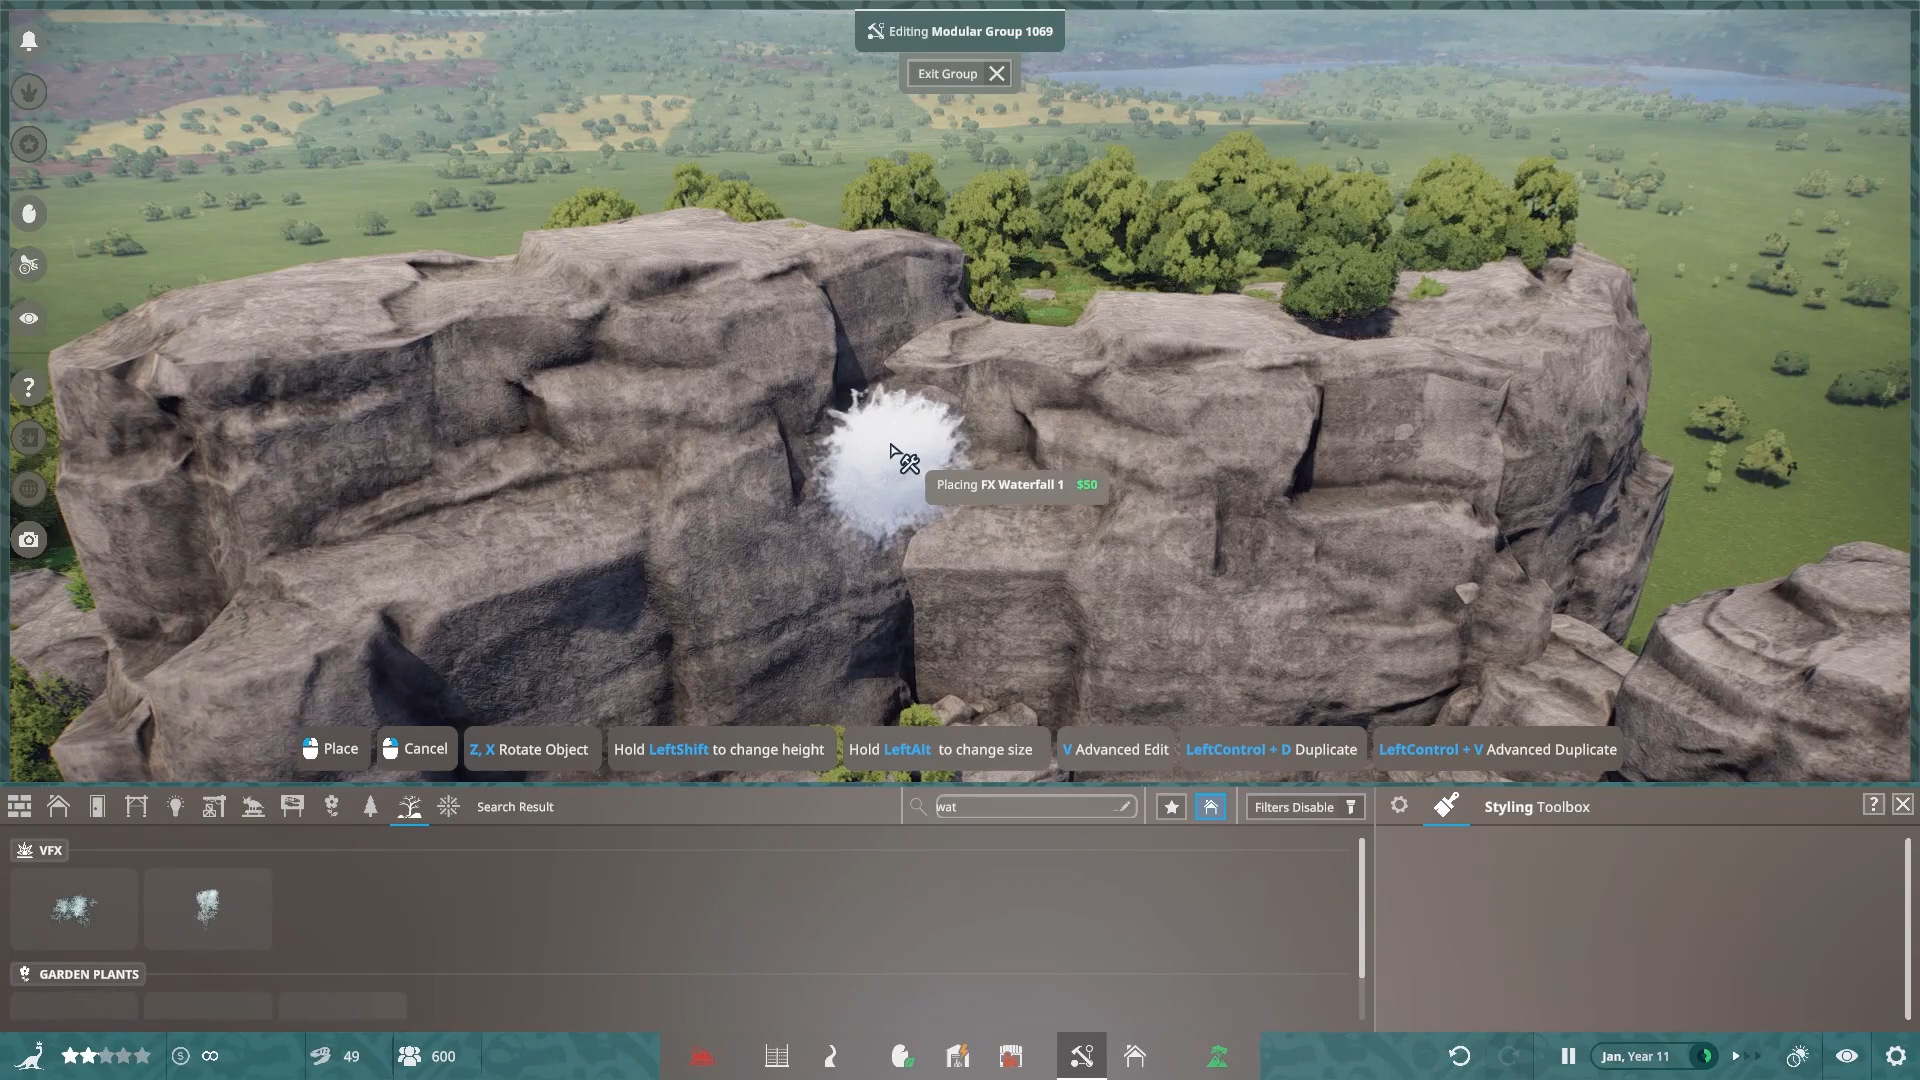 Editing Modular Group 1069
Exit Group
Placing FX Waterfall 1 $50
Place
Cancel
Z, X Rotate Object
Hold LeftShift to change height
Hold LeftAlt to change size
V Advanced Edit
LeftControl + D Duplicate
LeftControl + V Advanced Duplicate
Search Result
wat
Filters Disable
Styling Toolbox
?
?
VFX
GARDEN PLANTS
∞
49
600
Jan, Year 11